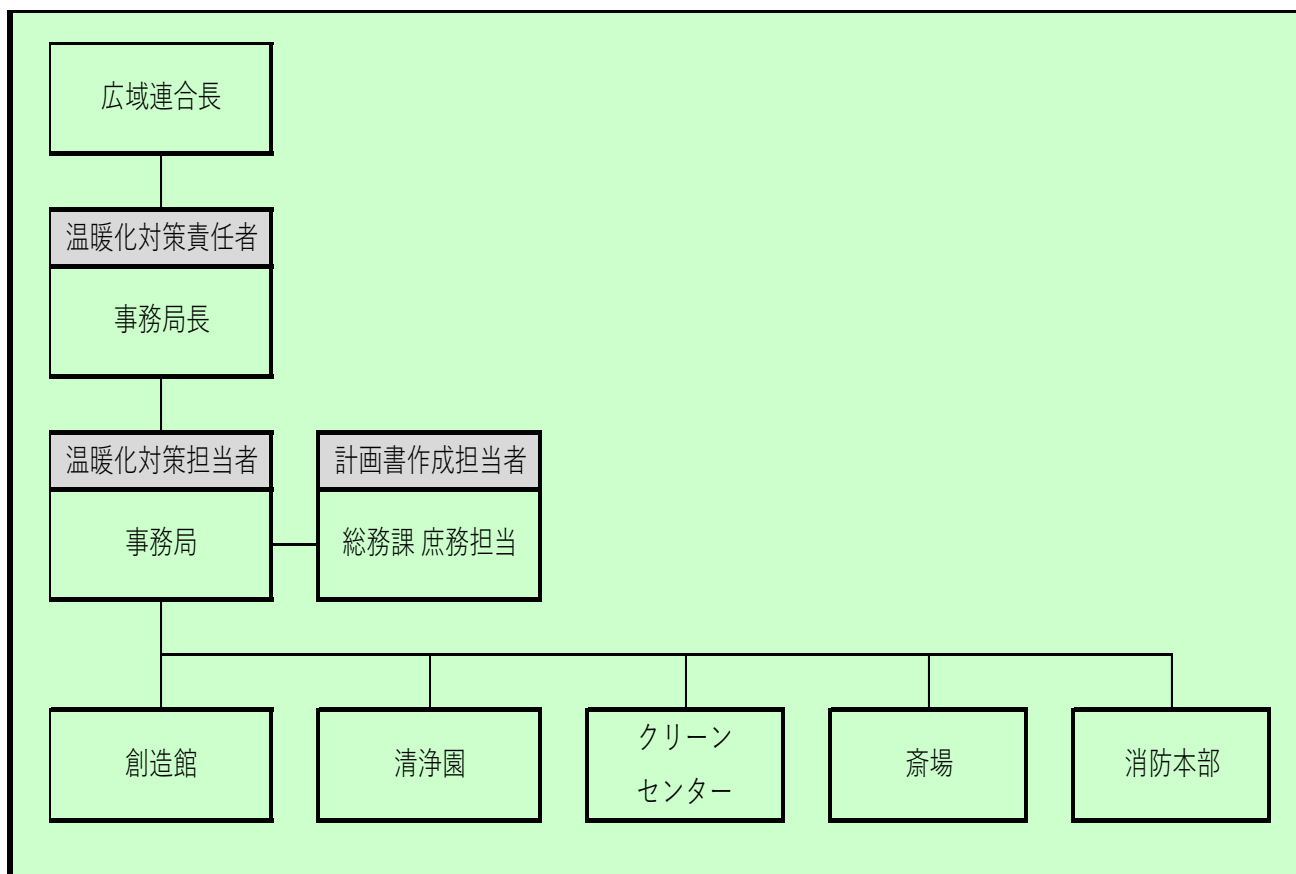 広域連合長
温暖化対策責任者
事務局長
温暖化対策担当者
計画書作成担当者
事務局
総務課 庶務担当
創造館
清浄園
クリーン
センター
斎場
消防本部